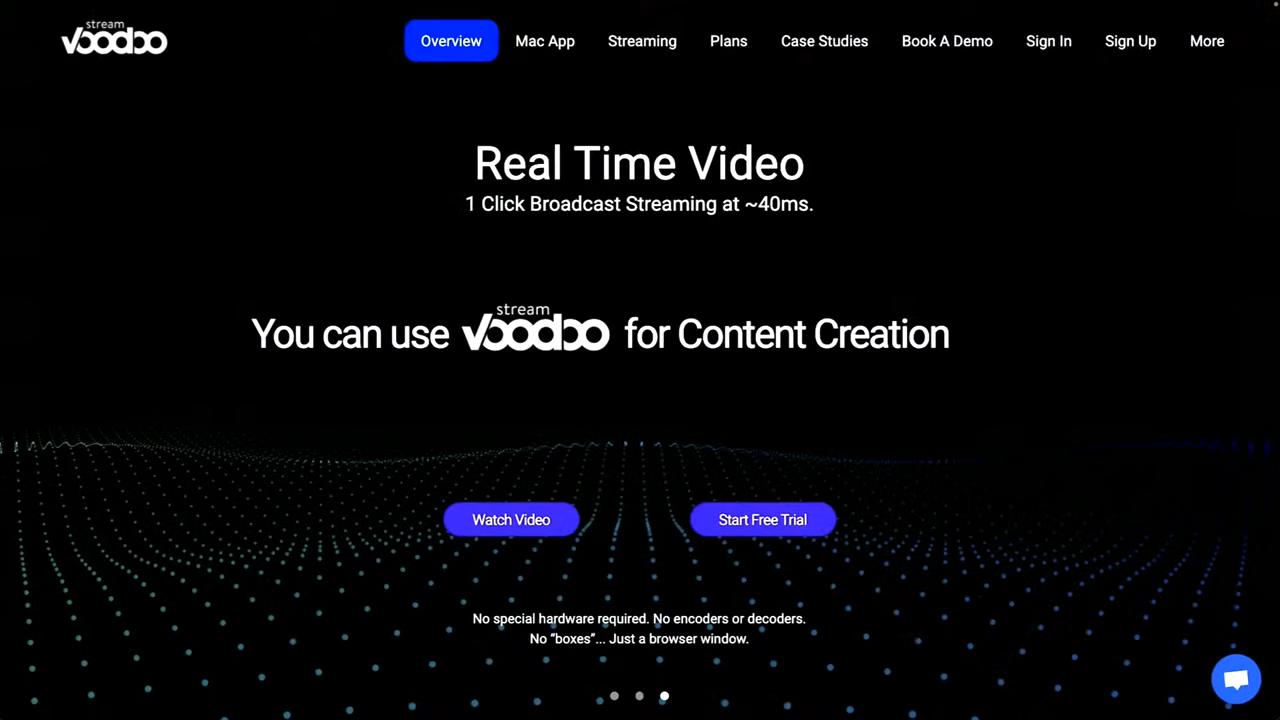 stream
voodoo
Overview
Mac App
Streaming
Plans
Case Studies
Book A Demo
Sign In
Sign Up
More
Real Time Video
1 Click Broadcast Streaming at ~40ms.
You can use stream voodoo for Content Creation
Watch Video
Start Free Trial
No special hardware required. No encoders or decoders.
No “boxes”... Just a browser window.